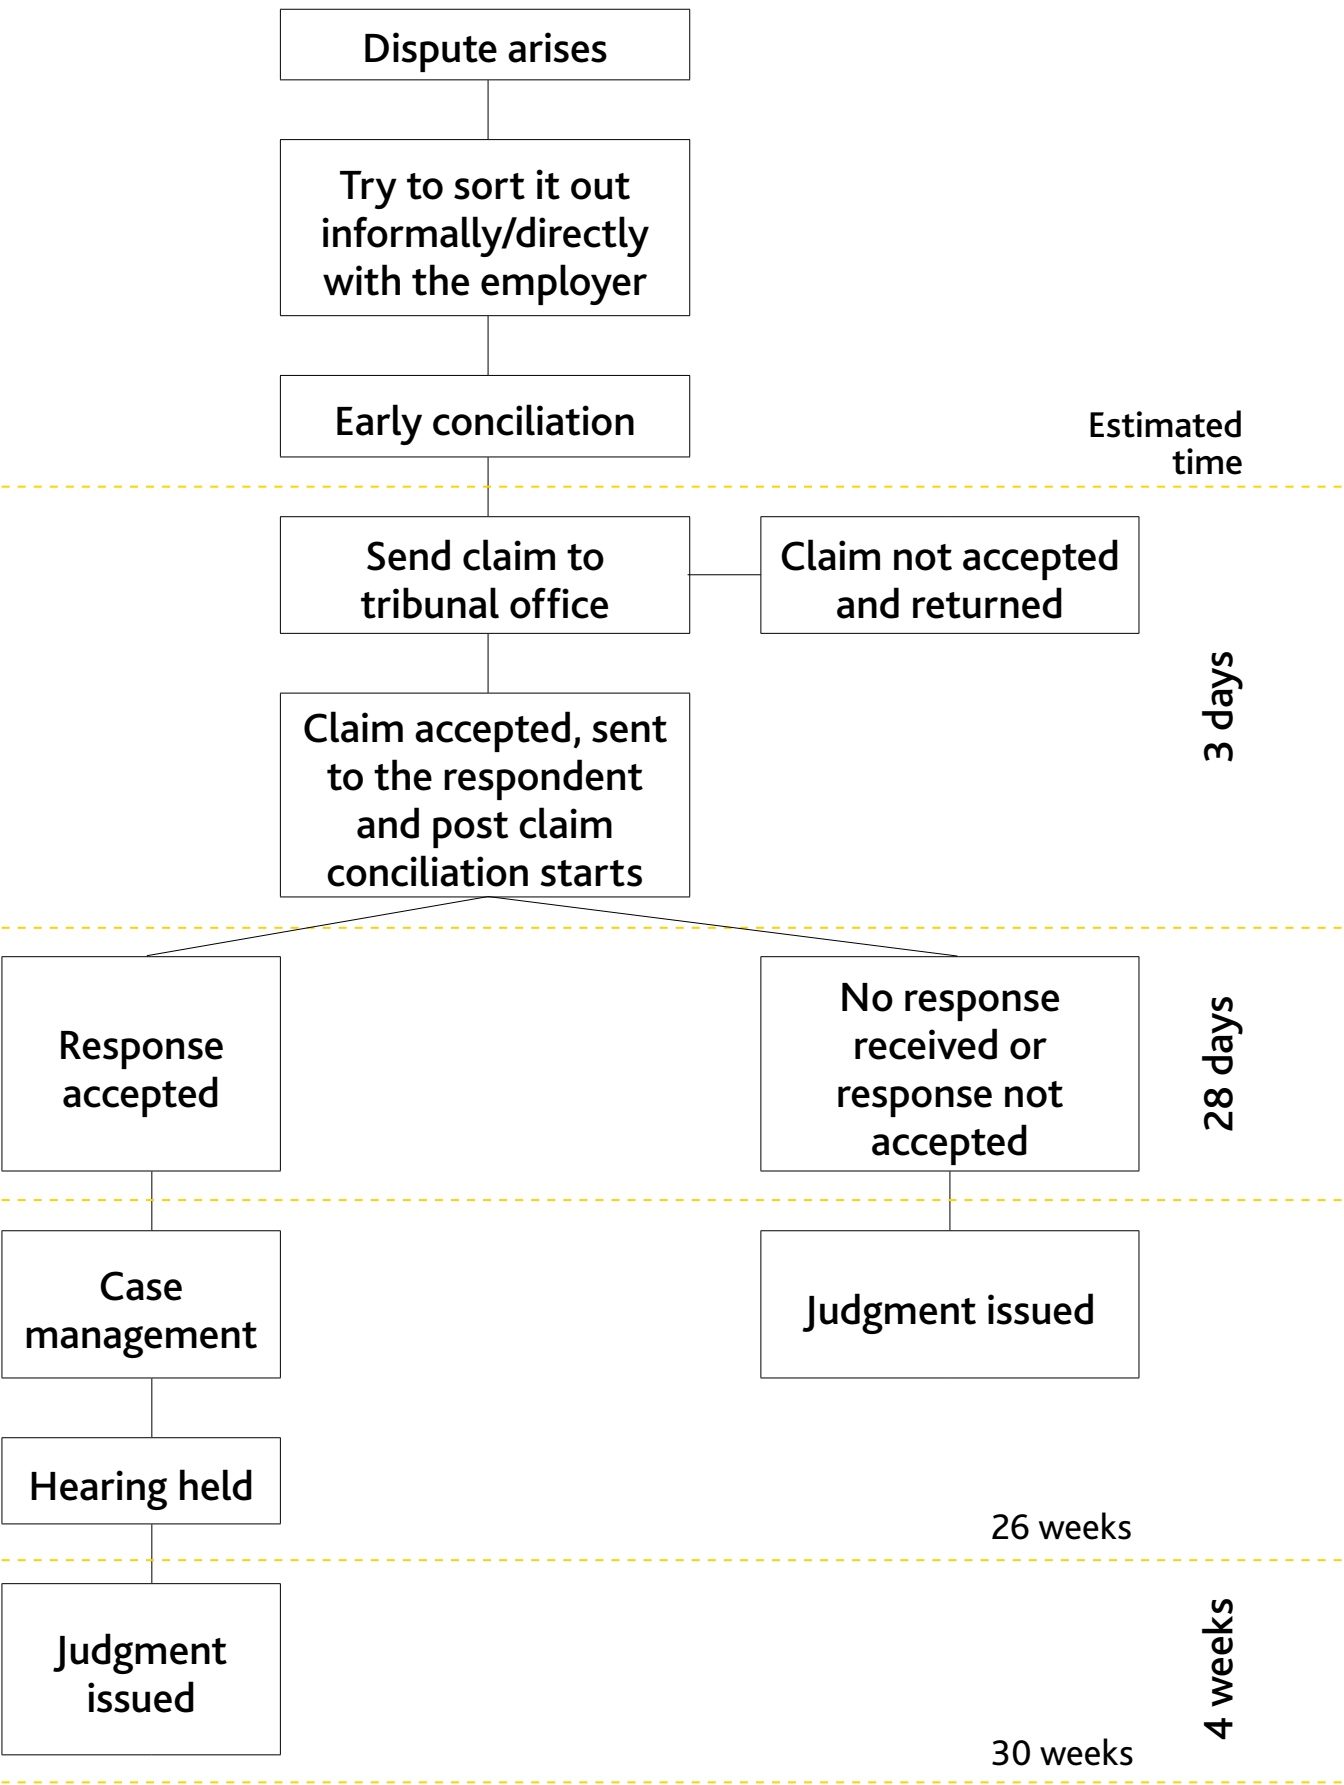 Dispute arises
Try to sort it out
informally/directly
with the employer
Early conciliation
Estimated
time
Send claim to
tribunal office
Claim not accepted
and returned
3 days
Claim accepted, sent
to the respondent
and post claim
conciliation starts
Response
accepted
No response
received or
response not
accepted
28 days
Case
management
Judgment issued
Hearing held
26 weeks
Judgment
issued
4 weeks
30 weeks